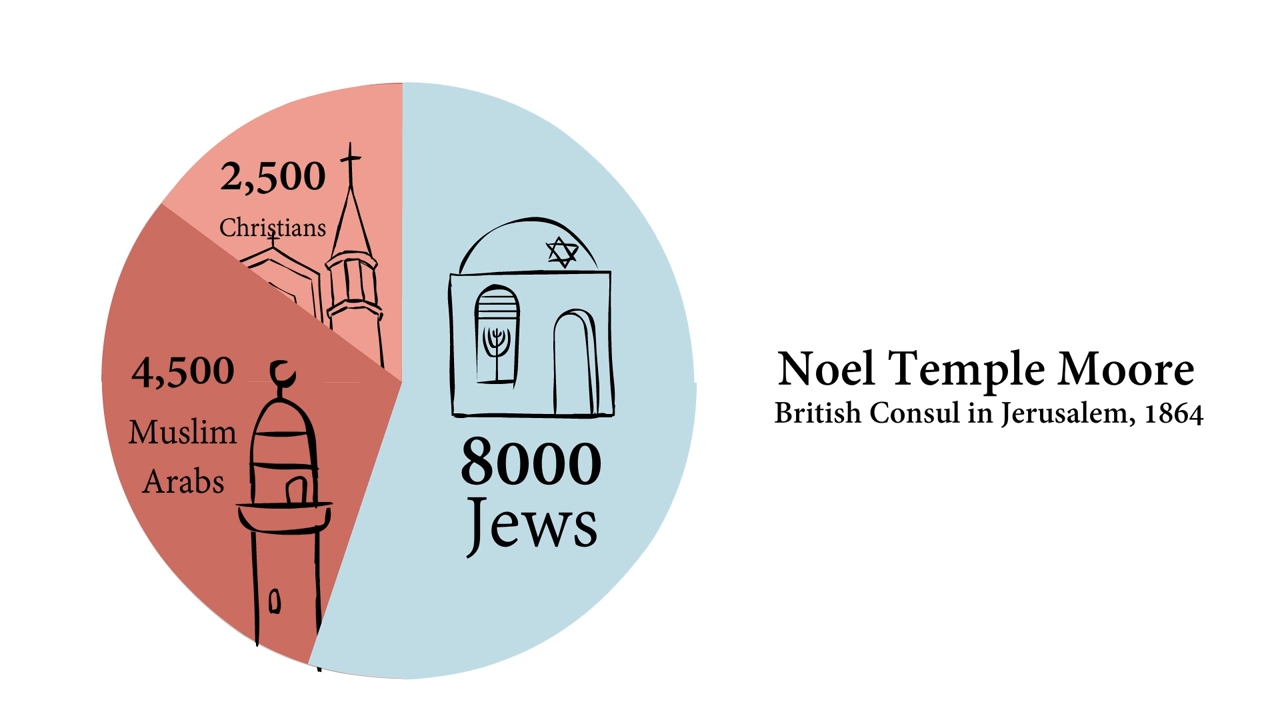 2,500
Christians
4,500
Muslim
Arabs
8000
Jews
Noel Temple Moore
British Consul in Jerusalem, 1864